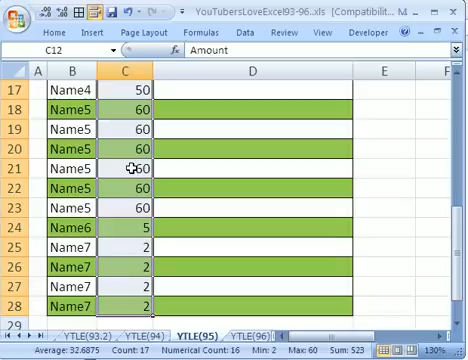 YouTubersLoveExcel93-96..xls [Compatibility...
Home Insert Page Layout Formulas Data Review View Developer
C12 fx Amount
A B C D E F
17 Name4 50
18 Name5 60
19 Name5 60
20 Name5 60
21 Name5 60
22 Name5 60
23 Name5 60
24 Name6 5
25 Name7 2
26 Name7 2
27 Name7 2
28 Name7 2
29
YTLE(93.2) YTLE(94) YTLE(95) YTLE(96)
Average: 32.6875 Count: 17 Numerical Count: 16 Min: 2 Max: 60 Sum: 523 130%